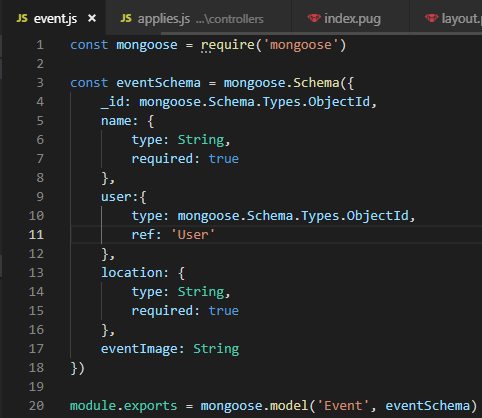 JS event.js × JS applies.js ...\controllers index.pug layout.p
1 const mongoose = require('mongoose')
2
3 const eventSchema = mongoose.Schema({
4 _id: mongoose.Schema.Types.ObjectId,
5 name: {
6 type: String,
7 required: true
8 },
9 user:{
10 type: mongoose.Schema.Types.ObjectId,
11 ref: 'User'
12 },
13 location: {
14 type: String,
15 required: true
16 },
17 eventImage: String
18 })
19
20 module.exports = mongoose.model('Event', eventSchema)